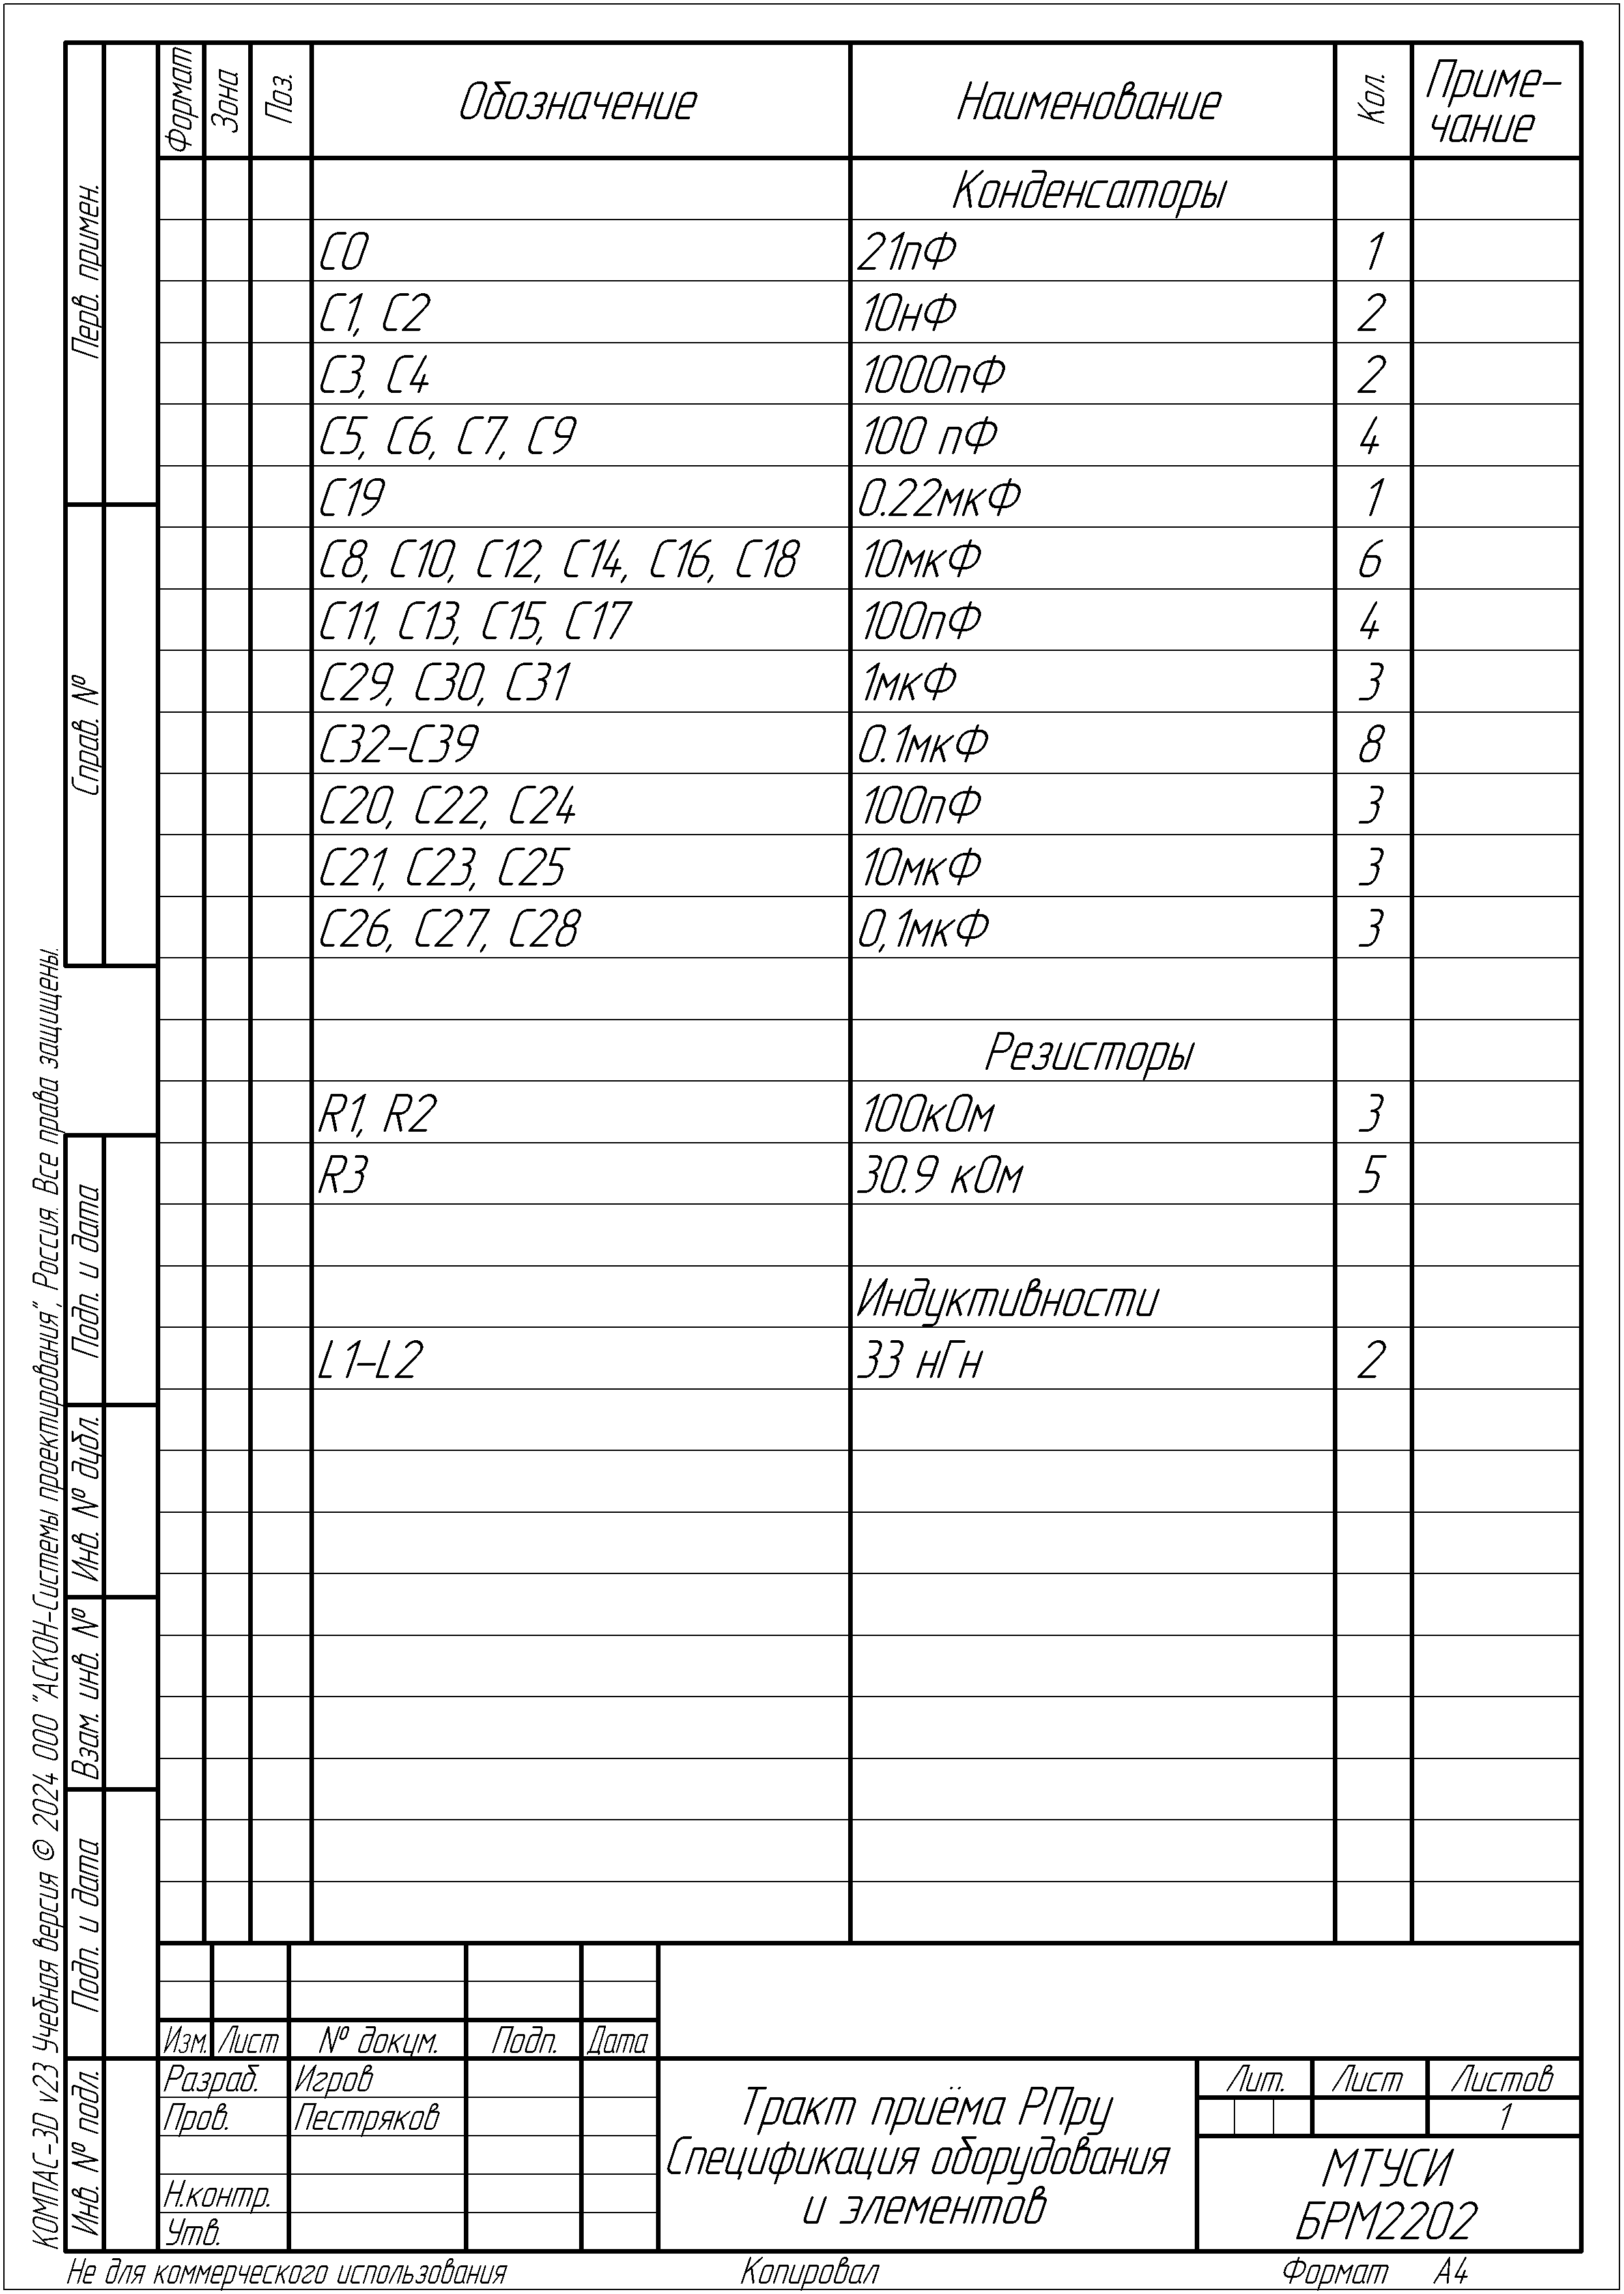 Формат Зона Поз. Обозначение Наименование Кол. Приме-
чание
Конденсаторы
C0 21пФ 1
C1, C2 10нФ 2
C3, C4 1000пФ 2
C5, C6, C7, C9 100 пФ 4
C19 0.22мкФ 1
C8, C10, C12, C14, C16, C18 10мкФ 6
C11, C13, C15, C17 100пФ 4
C29, C30, C31 1мкФ 3
C32-C39 0.1мкФ 8
C20, C22, C24 100пФ 3
C21, C23, C25 10мкФ 3
C26, C27, C28 0,1мкФ 3
Резисторы
R1, R2 100кОм 3
R3 30.9 кОм 5
Индуктивности
L1-L2 33 нГн 2
Перв. примен.
Справ. №
Подп. и дата
Инв. № дубл.
Взам. инв. №
Подп. и дата
Инв. № подл.
КОМПАС-3D v23 Учебная версия © 2024 ООО "АСКОН-Системы проектирования", Россия. Все права защищены.
Изм. Лист № докум. Подп. Дата
Разраб. Игров
Пров. Пестряков
Н.контр.
Утв.
Тракт приёма РПру
Спецификация оборудования
и элементов
Лит. Лист Листов
1
МТУСИ
БРМ2202
Не для коммерческого использования Копировал Формат А4